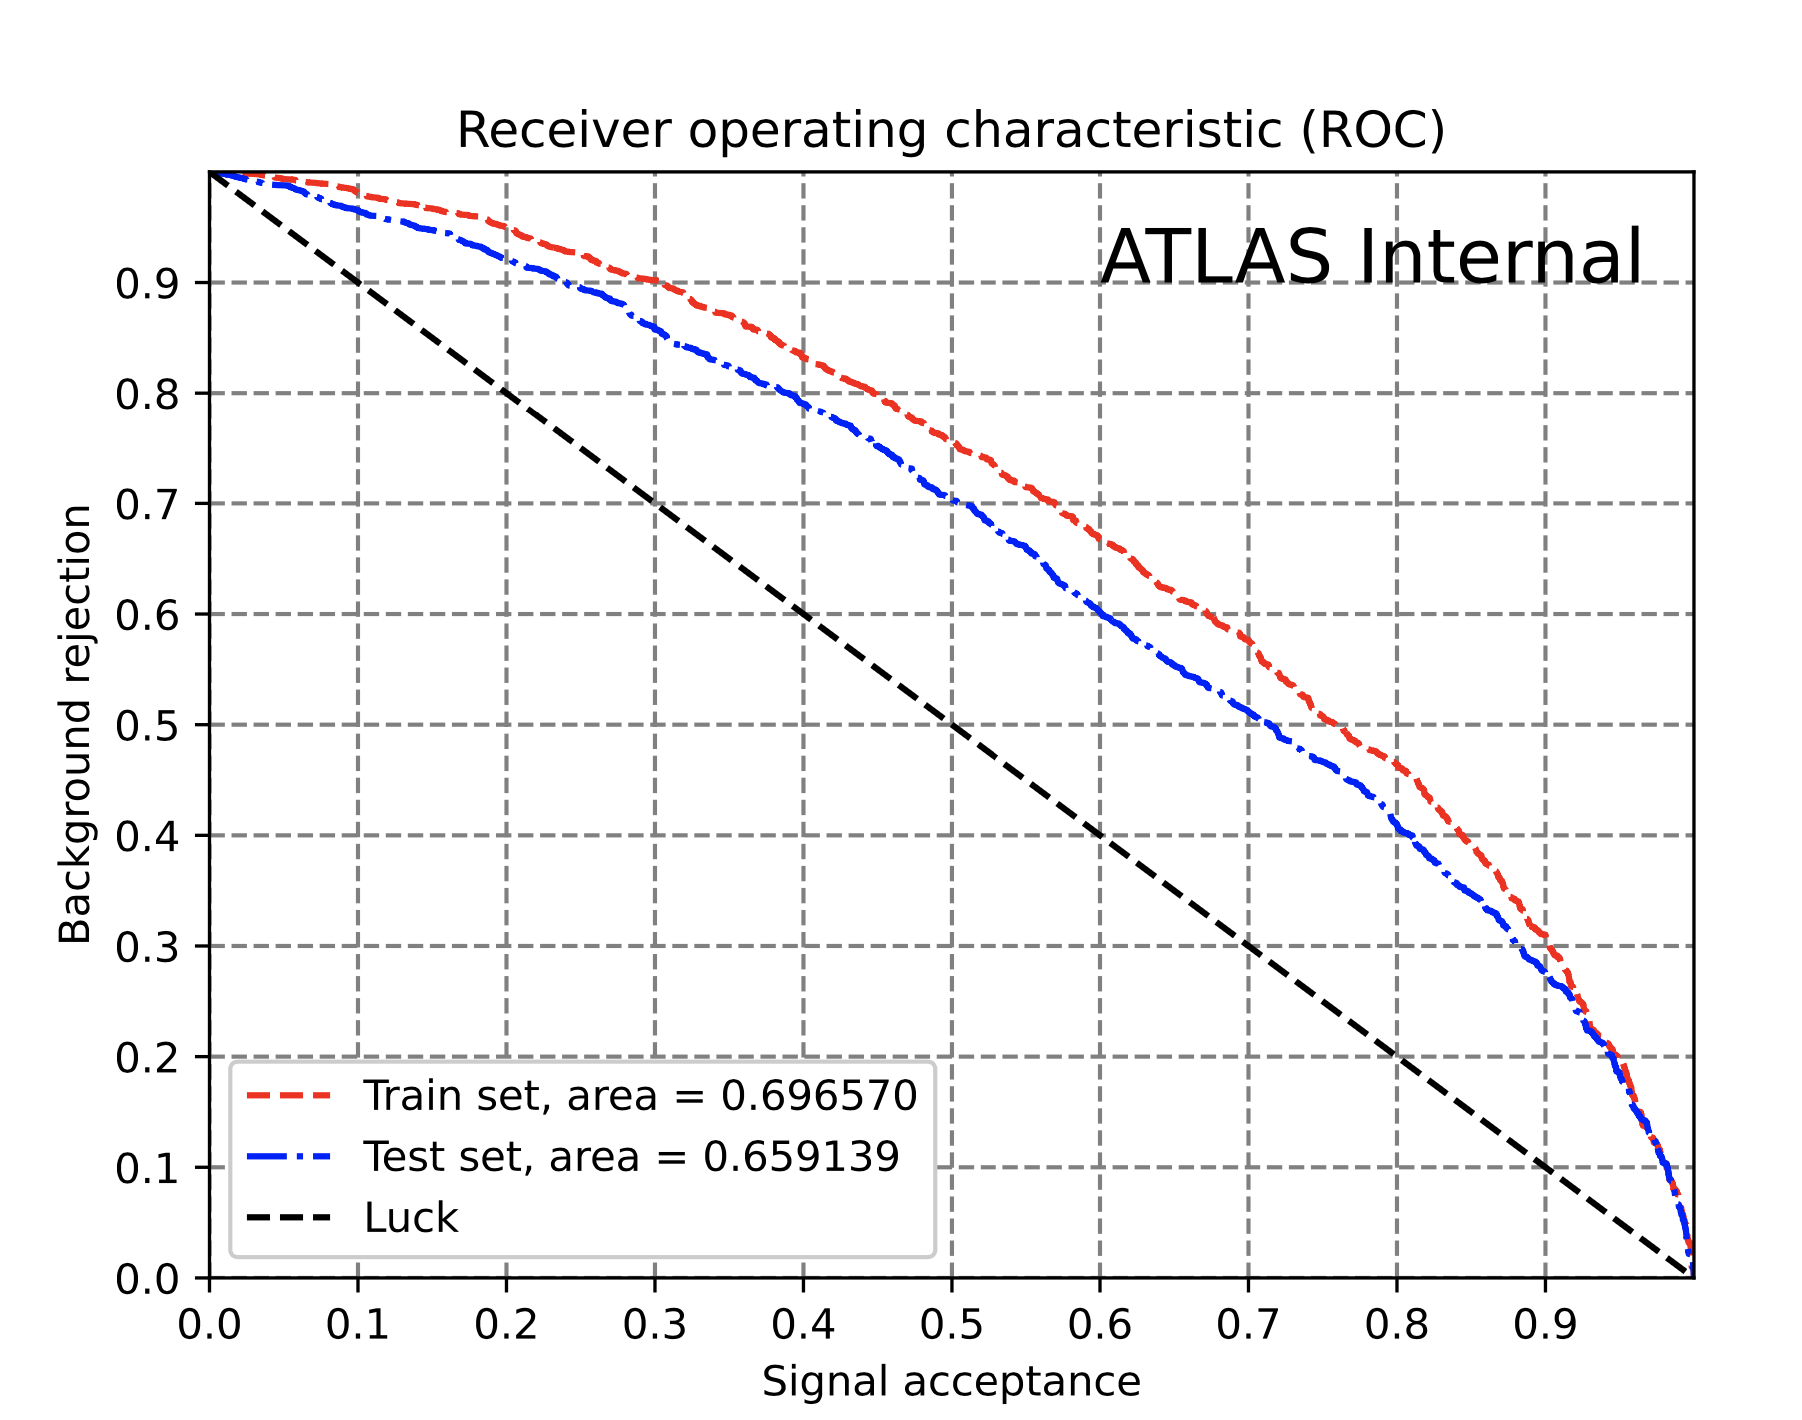 Receiver operating characteristic (ROC)
ATLAS Internal
Background rejection
0.9
0.8
0.7
0.6
0.5
0.4
0.3
0.2
0.1
0.0
Train set, area = 0.696570
Test set, area = 0.659139
Luck
0.0 0.1 0.2 0.3 0.4 0.5 0.6 0.7 0.8 0.9
Signal acceptance